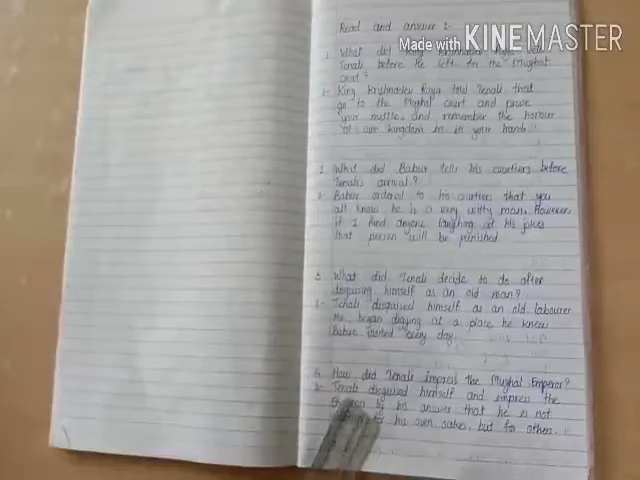 Made with KINEMASTER
Read and answer :-
1. What did King Krishnadev Raya tell
Tenali before he left for the Mughal
court?
King Krishnadev Raya told Tenali that
go to the Mughal court and prove
your mettle, and remember the honour
of our kingdom in your hands.
2. What did Babur tells his courtiers before
Tenali's arrival?
Babur ordered to his courtiers that you
all know he is a very witty man. However,
if I find anyone laughing at his jokes
that person will be punished
3. What did Tenali decide to do after
disguising himself as an old man?
Tenali disguised himself as an old labourer
He began digging at a place he knew
Babur visited every day.
How did Tenali impress the Mughal Emperor?
Tenali disguised himself and impress the
by his answer that he is not
his own sakes, but for others.